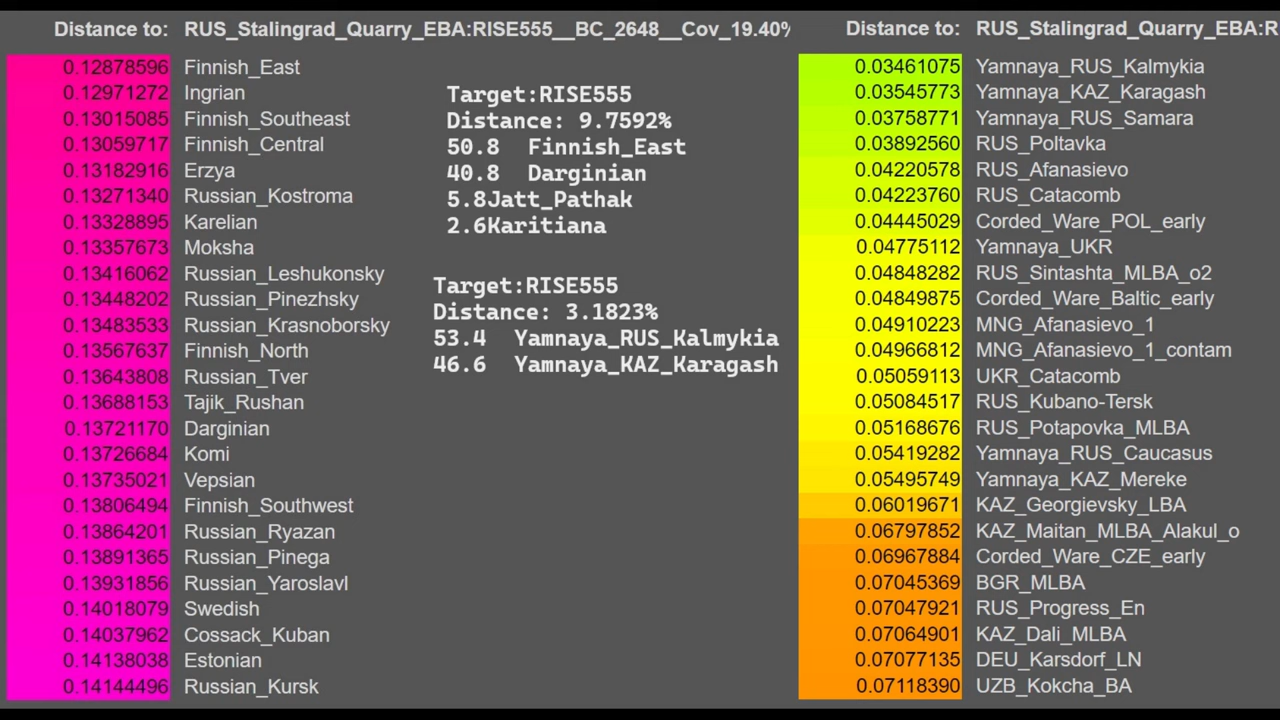 Distance to: RUS_Stalingrad_Quarry_EBA:RISE555__BC_2648__Cov_19.40%
0.12878596 Finnish_East
0.12971272 Ingrian
0.13015085 Finnish_Southeast
0.13059717 Finnish_Central
0.13182916 Erzya
0.13271340 Russian_Kostroma
0.13328895 Karelian
0.13357673 Moksha
0.13416062 Russian_Leshukonsky
0.13448202 Russian_Pinezhsky
0.13483533 Russian_Krasnoborsky
0.13567637 Finnish_North
0.13643808 Russian_Tver
0.13688153 Tajik_Rushan
0.13721170 Darginian
0.13726684 Komi
0.13735021 Vepsian
0.13806494 Finnish_Southwest
0.13864201 Russian_Ryazan
0.13891365 Russian_Pinega
0.13931856 Russian_Yaroslavl
0.14018079 Swedish
0.14037962 Cossack_Kuban
0.14138038 Estonian
0.14144496 Russian_Kursk
Target:RISE555
Distance: 9.7592%
50.8 Finnish_East
40.8 Darginian
5.8Jatt_Pathak
2.6Karitiana
Target:RISE555
Distance: 3.1823%
53.4 Yamnaya_RUS_Kalmykia
46.6 Yamnaya_KAZ_Karagash
Distance to: RUS_Stalingrad_Quarry_EBA:R
0.03461075 Yamnaya_RUS_Kalmykia
0.03545773 Yamnaya_KAZ_Karagash
0.03758771 Yamnaya_RUS_Samara
0.03892560 RUS_Poltavka
0.04220578 RUS_Afanasievo
0.04223760 RUS_Catacomb
0.04445029 Corded_Ware_POL_early
0.04775112 Yamnaya_UKR
0.04848282 RUS_Sintashta_MLBA_o2
0.04849875 Corded_Ware_Baltic_early
0.04910223 MNG_Afanasievo_1
0.04966812 MNG_Afanasievo_1_contam
0.05059113 UKR_Catacomb
0.05084517 RUS_Kubano-Tersk
0.05168676 RUS_Potapovka_MLBA
0.05419282 Yamnaya_RUS_Caucasus
0.05495749 Yamnaya_KAZ_Mereke
0.06019671 KAZ_Georgievsky_LBA
0.06797852 KAZ_Maitan_MLBA_Alakul_o
0.06967884 Corded_Ware_CZE_early
0.07045369 BGR_MLBA
0.07047921 RUS_Progress_En
0.07064901 KAZ_Dali_MLBA
0.07077135 DEU_Karsdorf_LN
0.07118390 UZB_Kokcha_BA